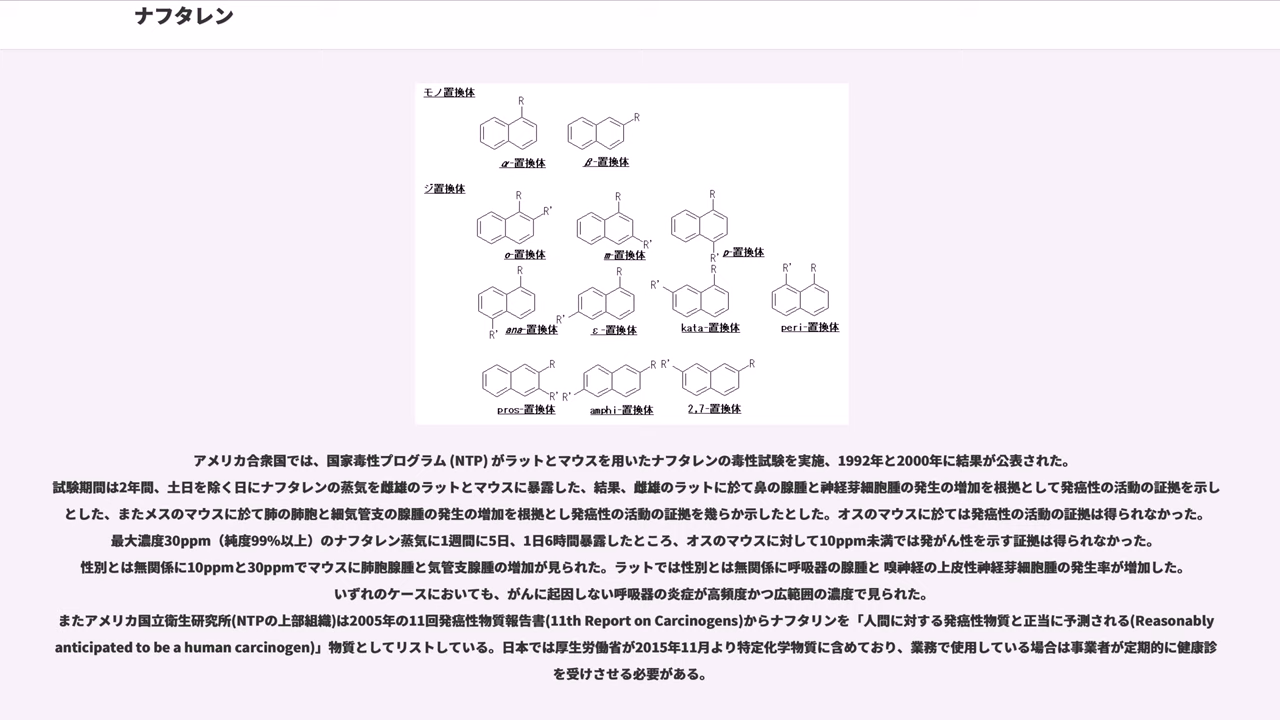 ナフタレン
モノ置換体
R
R
α-置換体
β-置換体
ジ置換体
R
R'
R
R'
R
R'
o-置換体
m-置換体
p-置換体
R
R'
R
R'
R'
R
R'
R
ana-置換体
ε-置換体
kata-置換体
peri-置換体
R
R'
R
R'
R'
R
pros-置換体
amphi-置換体
2,7-置換体
アメリカ合衆国では、国家毒性プログラム (NTP) がラットとマウスを用いたナフタレンの毒性試験を実施、1992年と2000年に結果が公表された。
試験期間は2年間、土日を除く日にナフタレンの蒸気を雌雄のラットとマウスに暴露した、結果、雌雄のラットに於て鼻の腺腫と神経芽細胞腫の発生の増加を根拠として発癌性の活動の証拠を示し
とした、またメスのマウスに於て肺の肺胞と細気管支の腺腫の発生の増加を根拠とし発癌性の活動の証拠を幾らか示したとした。オスのマウスに於ては発癌性の活動の証拠は得られなかった。
最大濃度30ppm（純度99%以上）のナフタレン蒸気に1週間に5日、1日6時間暴露したところ、オスのマウスに対して10ppm未満では発がん性を示す証拠は得られなかった。
性別とは無関係に10ppmと30ppmでマウスに肺胞腺腫と気管支腺腫の増加が見られた。ラットでは性別とは無関係に呼吸器の腺腫と 嗅神経の上皮性神経芽細胞腫の発生率が増加した。
いずれのケースにおいても、がんに起因しない呼吸器の炎症が高頻度かつ広範囲の濃度で見られた。
またアメリカ国立衛生研究所(NTPの上部組織)は2005年の11回発癌性物質報告書(11th Report on Carcinogens)からナフタリンを「人間に対する発癌性物質と正当に予測される(Reasonably
anticipated to be a human carcinogen)」物質としてリストしている。日本では厚生労働省が2015年11月より特定化学物質に含めており、業務で使用している場合は事業者が定期的に健康診
を受けさせる必要がある。